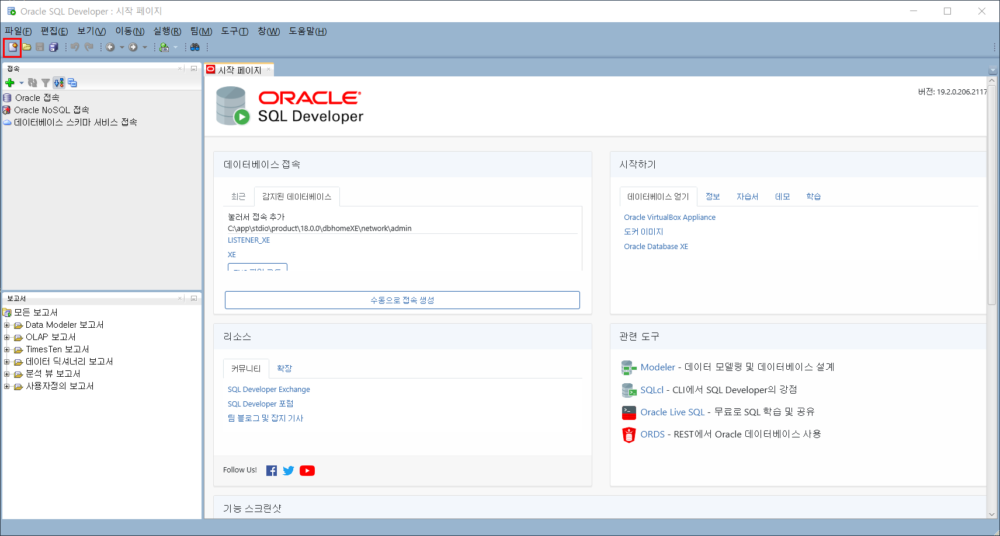 Oracle SQL Developer : 시작 페이지
파일(F) 편집(E) 보기(V) 이동(N) 실행(R) 팀(M) 도구(T) 창(W) 도움말(H)
SQL
접속
Oracle 접속
Oracle NoSQL 접속
데이터베이스 스키마 서비스 접속
보고서
모든 보고서
Data Modeler 보고서
OLAP 보고서
TimesTen 보고서
데이터 딕셔너리 보고서
분석 뷰 보고서
사용자정의 보고서
시작 페이지
ORACLE
SQL Developer
버전: 19.2.0.206.2117
데이터베이스 접속
최근 감지된 데이터베이스
눌러서 접속 추가
C:\app\stdio\product\18.0.0\dbhomeXE\network\admin
LISTENER_XE
XE
수동으로 접속 생성
시작하기
데이터베이스 얻기 정보 자습서 데모 학습
Oracle VirtualBox Appliance
도커 이미지
Oracle Database XE
리소스
커뮤니티 확장
SQL Developer Exchange
SQL Developer 포럼
팀 블로그 및 잡지 기사
Follow Us!
관련 도구
Modeler - 데이터 모델링 및 데이터베이스 설계
SQLcl - CLI에서 SQL Developer의 강점
Oracle Live SQL - 무료로 SQL 학습 및 공유
ORDS - REST에서 Oracle 데이터베이스 사용
기능 스크린샷